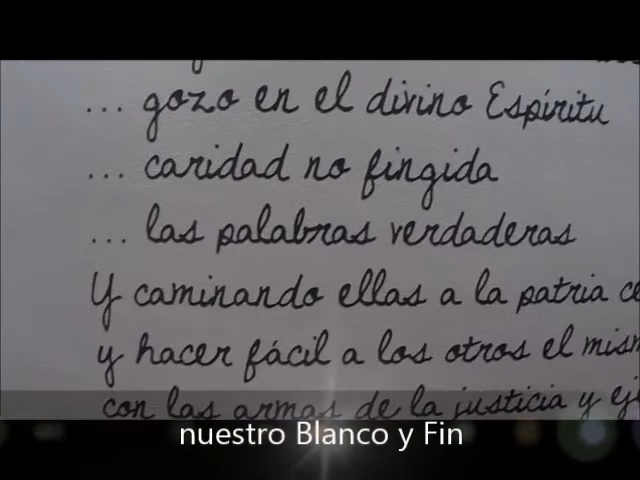 ... gozo en el divino Espíritu
... caridad no fingida
... las palabras verdaderas
Y caminando ellas a la patria
y hacer fácil a los otros el
con las armas de la justicia y
nuestro Blanco y Fin